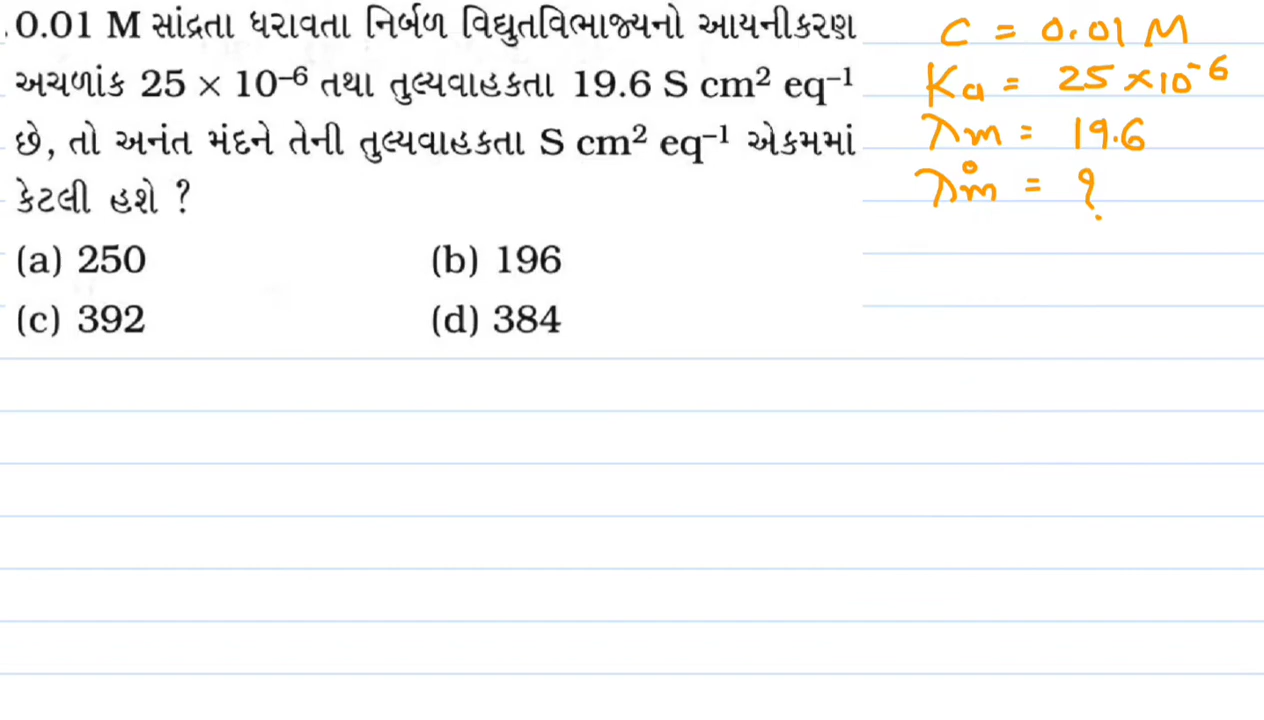 .0.01 M સાંદ્રતા ધરાવતા નિર્બળ વિદ્યુતવિભાજ્યનો આયનીકરણ
અચળાંક 25 × 10⁻⁶ તથા તુલ્યવાહકતા 19.6 S cm² eq⁻¹
છે, તો અનંત મંદને તેની તુલ્યવાહકતા S cm² eq⁻¹ એકમમાં
કેટલી હશે ?
(a) 250 (b) 196
(c) 392 (d) 384
C = 0.01 M
Ka = 25 × 10⁻⁶
λm = 19.6
λ°m = ?